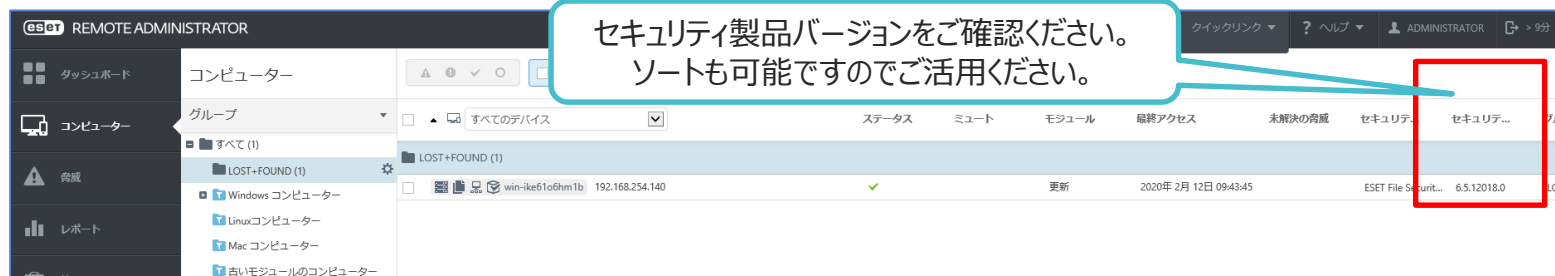 eset REMOTE ADMINISTRATOR
セキュリティ製品バージョンをご確認ください。
ソートも可能ですのでご活用ください。
クイックリンク ▼
? ヘルプ ▼
ADMINISTRATOR
> 9分
ダッシュボード
コンピューター
脅威
レポート
コンピューター
グループ
すべて (1)
LOST+FOUND (1)
Windows コンピューター
Linuxコンピューター
Mac コンピューター
古いモジュールのコンピューター
すべてのデバイス
ステータス
ミュート
モジュール
最終アクセス
未解決の脅威
セキュリテ...
セキュリテ...
LOST+FOUND (1)
win-ike61o6hm1b
192.168.254.140
更新
2020年 2月 12日 09:43:45
ESET File Securit...
6.5.12018.0